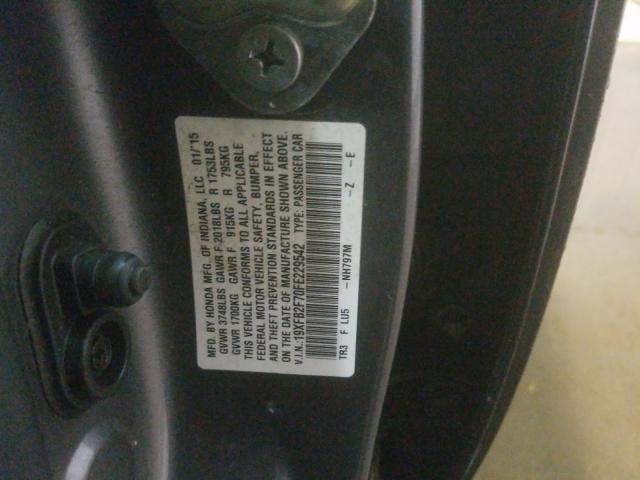 MFD. BY HONDA MFG. OF INDIANA, LLC 01/'15
GVWR 3748LBS GAWR F 2018LBS R 1753LBS
GVWR 1700KG GAWR F 915KG R 795KG
THIS VEHICLE CONFORMS TO ALL APPLICABLE
FEDERAL MOTOR VEHICLE SAFETY, BUMPER,
AND THEFT PREVENTION STANDARDS IN EFFECT
ON THE DATE OF MANUFACTURE SHOWN ABOVE.
V.I.N.: 19XFB2F70FE229542 TYPE: PASSENGER CAR
TR3 F LU5 -NH797M -Z -E